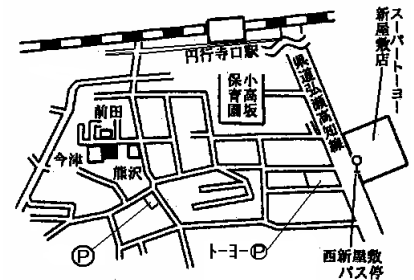 円行寺口駅
スーパートーヨー
新屋敷店
県道弘瀬高知線
小高坂
保育園
前田
今津
熊沢
Ⓟ
トーヨーⓅ
西新屋敷
バス停